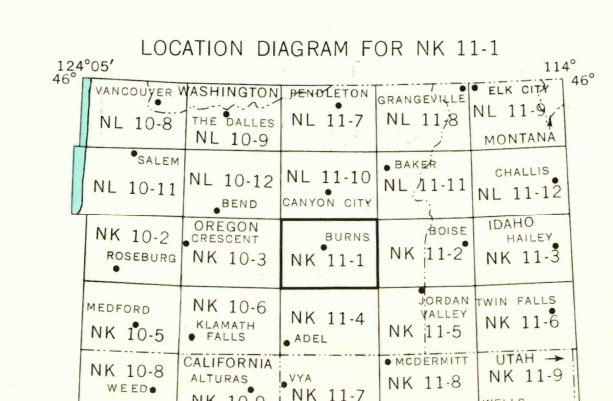 LOCATION DIAGRAM FOR NK 11-1
124°05' 114°
46° 46°
VANCOUVER WASHINGTON PENDLETON GRANGEVILLE ELK CITY
NL 10-8 THE DALLES NL 11-7 NL 11-8 NL 11-9
NL 10-9 MONTANA
SALEM NL 10-12 NL 11-10 BAKER CHALLIS
NL 10-11 BEND CANYON CITY NL 11-11 NL 11-12
NK 10-2 OREGON BURNS BOISE IDAHO
ROSEBURG CRESCENT NK 11-1 NK 11-2 HAILEY
NK 10-3 NK 11-3
MEDFORD NK 10-6 NK 11-4 JORDAN TWIN FALLS
NK 10-5 KLAMATH ADEL VALLEY NK 11-6
FALLS NK 11-5
NK 10-8 CALIFORNIA VYA MCDERMITT UTAH
WEED ALTURAS NK 11-7 NK 11-8 NK 11-9
NK 10-9 WELLS